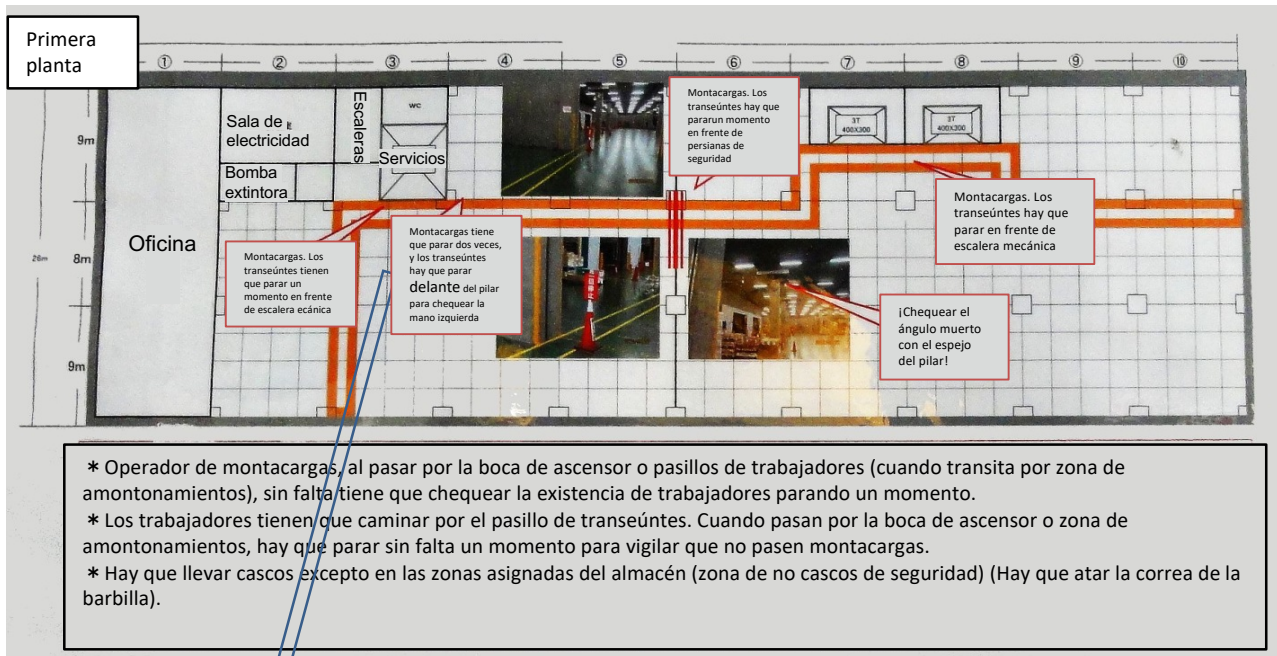 Primera
planta
① ② ③ ④ ⑤ ⑥ ⑦ ⑧ ⑨ ⑩
9m
26m
8m
9m
Oficina
Sala de
electricidad
Bomba
extintora
Escaleras
WC
Servicios
3T
400X300
3T
400X300
Montacargas. Los
transeúntes hay que
pararun momento
en frente de
persianas de
seguridad
Montacargas. Los
transeúntes hay que
parar en frente de
escalera mecánica
Montacargas. Los
transeúntes tienen
que parar un
momento en frente
de escalera ecánica
Montacargas tiene
que parar dos veces,
y los transeúntes
hay que parar
delante del pilar
para chequear la
mano izquierda
¡Chequear el
ángulo muerto
con el espejo
del pilar!
* Operador de montacargas, al pasar por la boca de ascensor o pasillos de trabajadores (cuando transita por zona de
amontonamientos), sin falta tiene que chequear la existencia de trabajadores parando un momento.
* Los trabajadores tienen que caminar por el pasillo de transeúntes. Cuando pasan por la boca de ascensor o zona de
amontonamientos, hay que parar sin falta un momento para vigilar que no pasen montacargas.
* Hay que llevar cascos excepto en las zonas asignadas del almacén (zona de no cascos de seguridad) (Hay que atar la correa de la
barbilla).